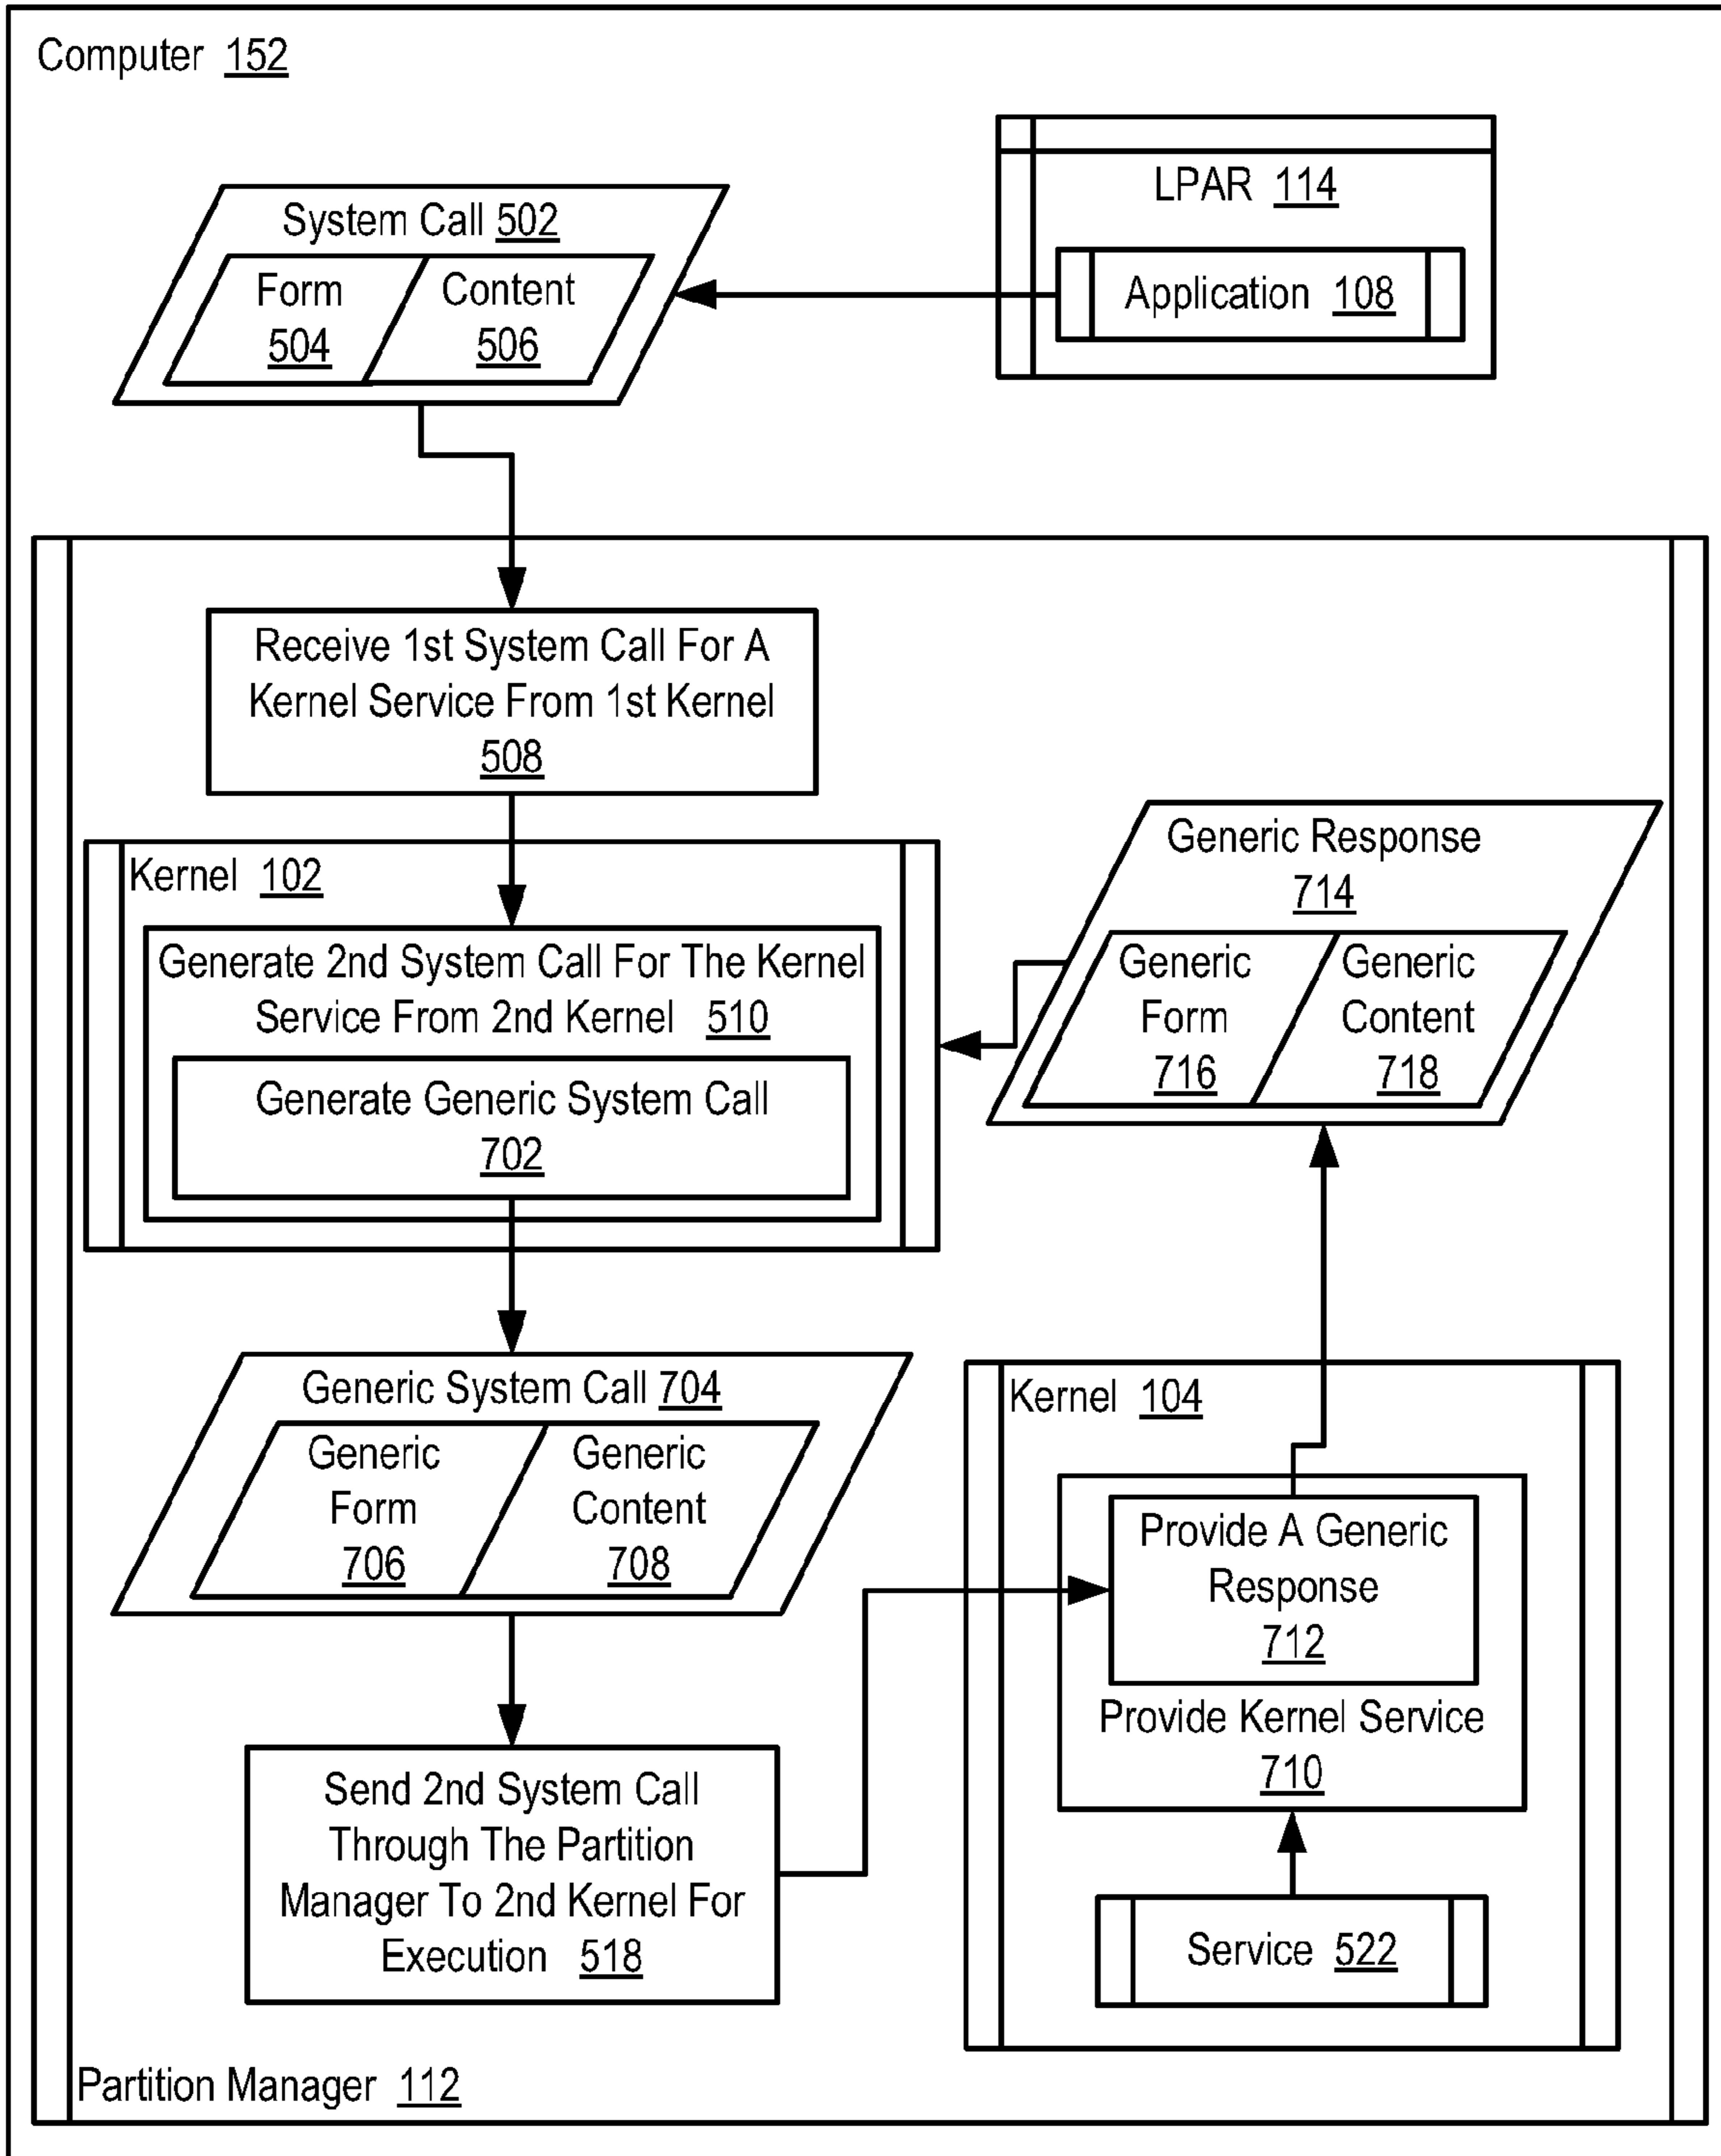 Computer 152
LPAR 114
Application 108
System Call 502
Form
504
Content
506
Receive 1st System Call For A
Kernel Service From 1st Kernel
508
Kernel 102
Generate 2nd System Call For The Kernel
Service From 2nd Kernel 510
Generate Generic System Call
702
Generic Response
714
Generic
Form
716
Generic
Content
718
Generic System Call 704
Generic
Form
706
Generic
Content
708
Kernel 104
Provide A Generic
Response
712
Provide Kernel Service
710
Send 2nd System Call
Through The Partition
Manager To 2nd Kernel For
Execution 518
Service 522
Partition Manager 112